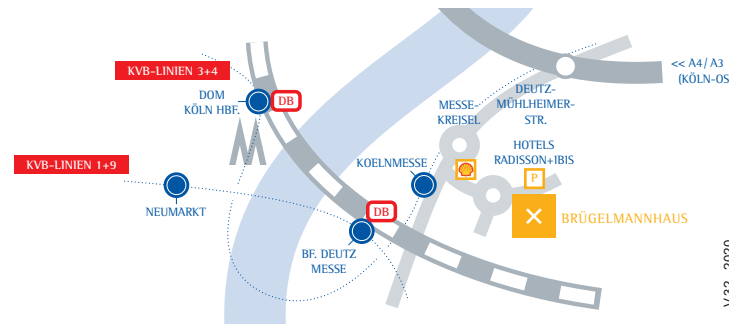 KVB-LINIEN 3+4
<< A4/A3
(KÖLN-OS
DOM
KÖLN HBF.
DB
DEUTZ-
MÜHLHEIMER-
STR.
MESSE-
KREISEL
HOTELS
RADISSON+IBIS
KVB-LINIEN 1+9
KOELNMESSE
P
NEUMARKT
DB
BRÜGELMANNHAUS
BF. DEUTZ
MESSE